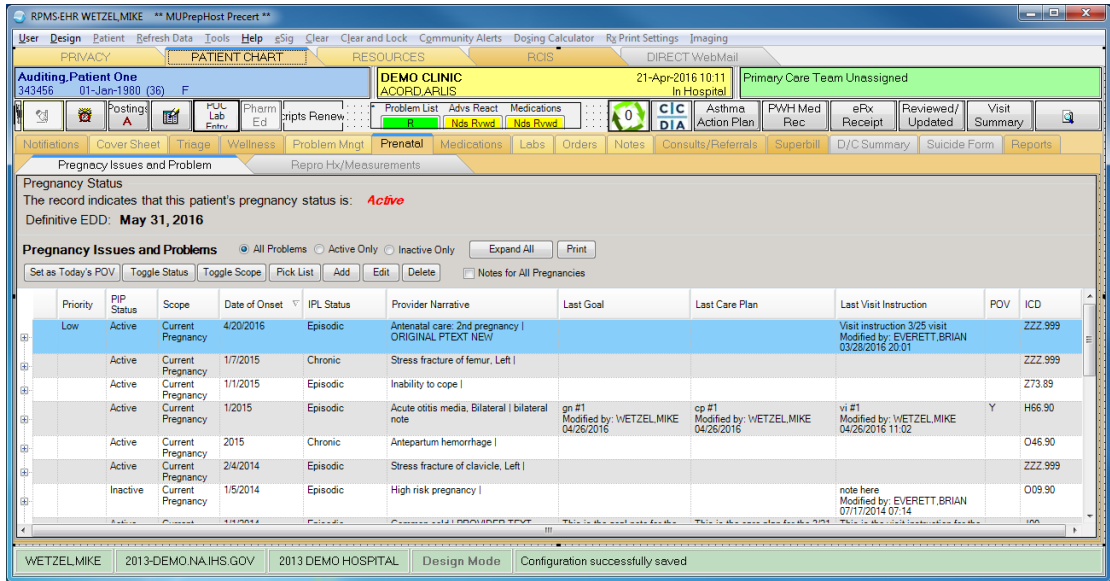 RPMS-EHR WETZEL,MIKE ** MUPrepHost Precert **
User Design Patient Refresh Data Tools Help eSig Clear Clear and Lock Community Alerts Dosing Calculator Rx Print Settings Imaging
PRIVACY PATIENT CHART RESOURCES RCIS DIRECT WebMail
Auditing,Patient One DEMO CLINIC 21-Apr-2016 10:11 Primary Care Team Unassigned
343456 01-Jan-1980 (36) F ACORD,ARLIS In Hospital
Postings A
POC Lab Entry
Pharm Ed
cripts Renew
Problem List Advs React Medications
R Nds Rvwd Nds Rvwd
0
C C D A
Asthma Action Plan
PWH Med Rec
eRx Receipt
Reviewed/ Updated
Visit Summary
Notifiations Cover Sheet Triage Wellness Problem Mngt Prenatal Medications Labs Orders Notes Consults/Referrals Superbill D/C Summary Suicide Form Reports
Pregnacy Issues and Problem Repro Hx/Measurements
Pregnancy Status
The record indicates that this patient's pregnancy status is: Active
Definitive EDD: May 31, 2016
Pregnancy Issues and Problems All Problems Active Only Inactive Only Expand All Print
Set as Today's POV Toggle Status Toggle Scope Pick List Add Edit Delete Notes for All Pregnancies
Priority PIP Status Scope Date of Onset IPL Status Provider Narrative Last Goal Last Care Plan Last Visit Instruction POV ICD
Low Active Current 4/20/2016 Episodic Antenatal care: 2nd pregnancy | Visit instruction 3/25 visit ZZZ.999
Pregnancy ORIGINAL PTEXT NEW Modified by: EVERETT,BRIAN
03/28/2016 20:01
Active Current 1/7/2015 Chronic Stress fracture of femur, Left | ZZZ.999
Pregnancy
Active Current 1/1/2015 Episodic Inability to cope | Z73.89
Pregnancy
Active Current 1/2015 Episodic Acute otitis media, Bilateral | bilateral gn #1 cp #1 vi #1 Y H66.90
Pregnancy note Modified by: WETZEL,MIKE Modified by: WETZEL,MIKE Modified by: WETZEL,MIKE
04/26/2016 04/26/2016 04/26/2016 11:02
Active Current 2015 Chronic Antepartum hemorrhage | O46.90
Pregnancy
Active Current 2/4/2014 Episodic Stress fracture of clavicle, Left | ZZZ.999
Pregnancy
Inactive Current 1/5/2014 Episodic High risk pregnancy | note here O09.90
Pregnancy Modified by: EVERETT,BRIAN
07/17/2014 07:14
WETZEL,MIKE 2013-DEMO.NA.IHS.GOV 2013 DEMO HOSPITAL Design Mode Configuration successfully saved